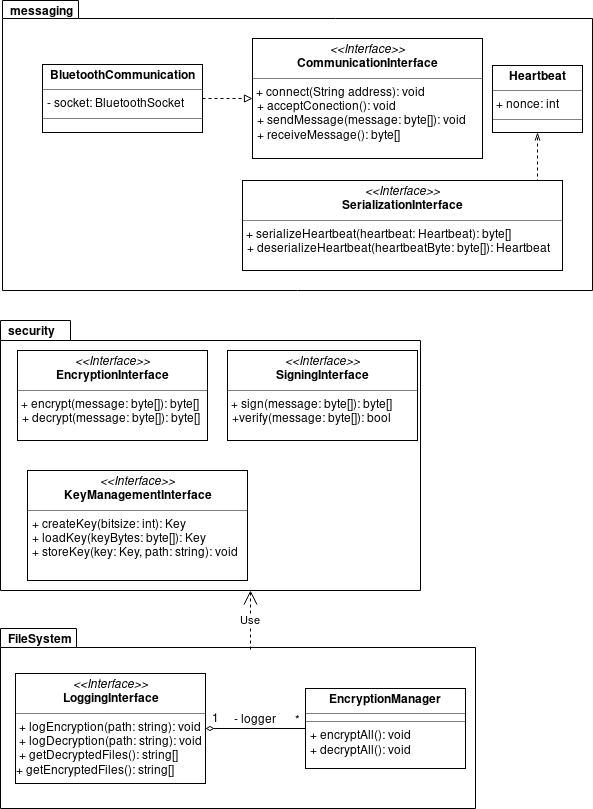 messaging
BluetoothCommunication
- socket: BluetoothSocket
<<Interface>>
CommunicationInterface
+ connect(String address): void
+ acceptConection(): void
+ sendMessage(message: byte[]): void
+ receiveMessage(): byte[]
Heartbeat
+ nonce: int
<<Interface>>
SerializationInterface
+ serializeHeartbeat(heartbeat: Heartbeat): byte[]
+ deserializeHeartbeat(heartbeatByte: byte[]): Heartbeat
security
<<Interface>>
EncryptionInterface
+ encrypt(message: byte[]): byte[]
+ decrypt(message: byte[]): byte[]
<<Interface>>
SigningInterface
+ sign(message: byte[]): byte[]
+verify(message: byte[]): bool
<<Interface>>
KeyManagementInterface
+ createKey(bitsize: int): Key
+ loadKey(keyBytes: byte[]): Key
+ storeKey(key: Key, path: string): void
Use
FileSystem
<<Interface>>
LoggingInterface
+ logEncryption(path: string): void
+ logDecryption(path: string): void
+ getDecryptedFiles(): string[]
+ getEncryptedFiles(): string[]
1 - logger *
EncryptionManager
+ encryptAll(): void
+ decryptAll(): void